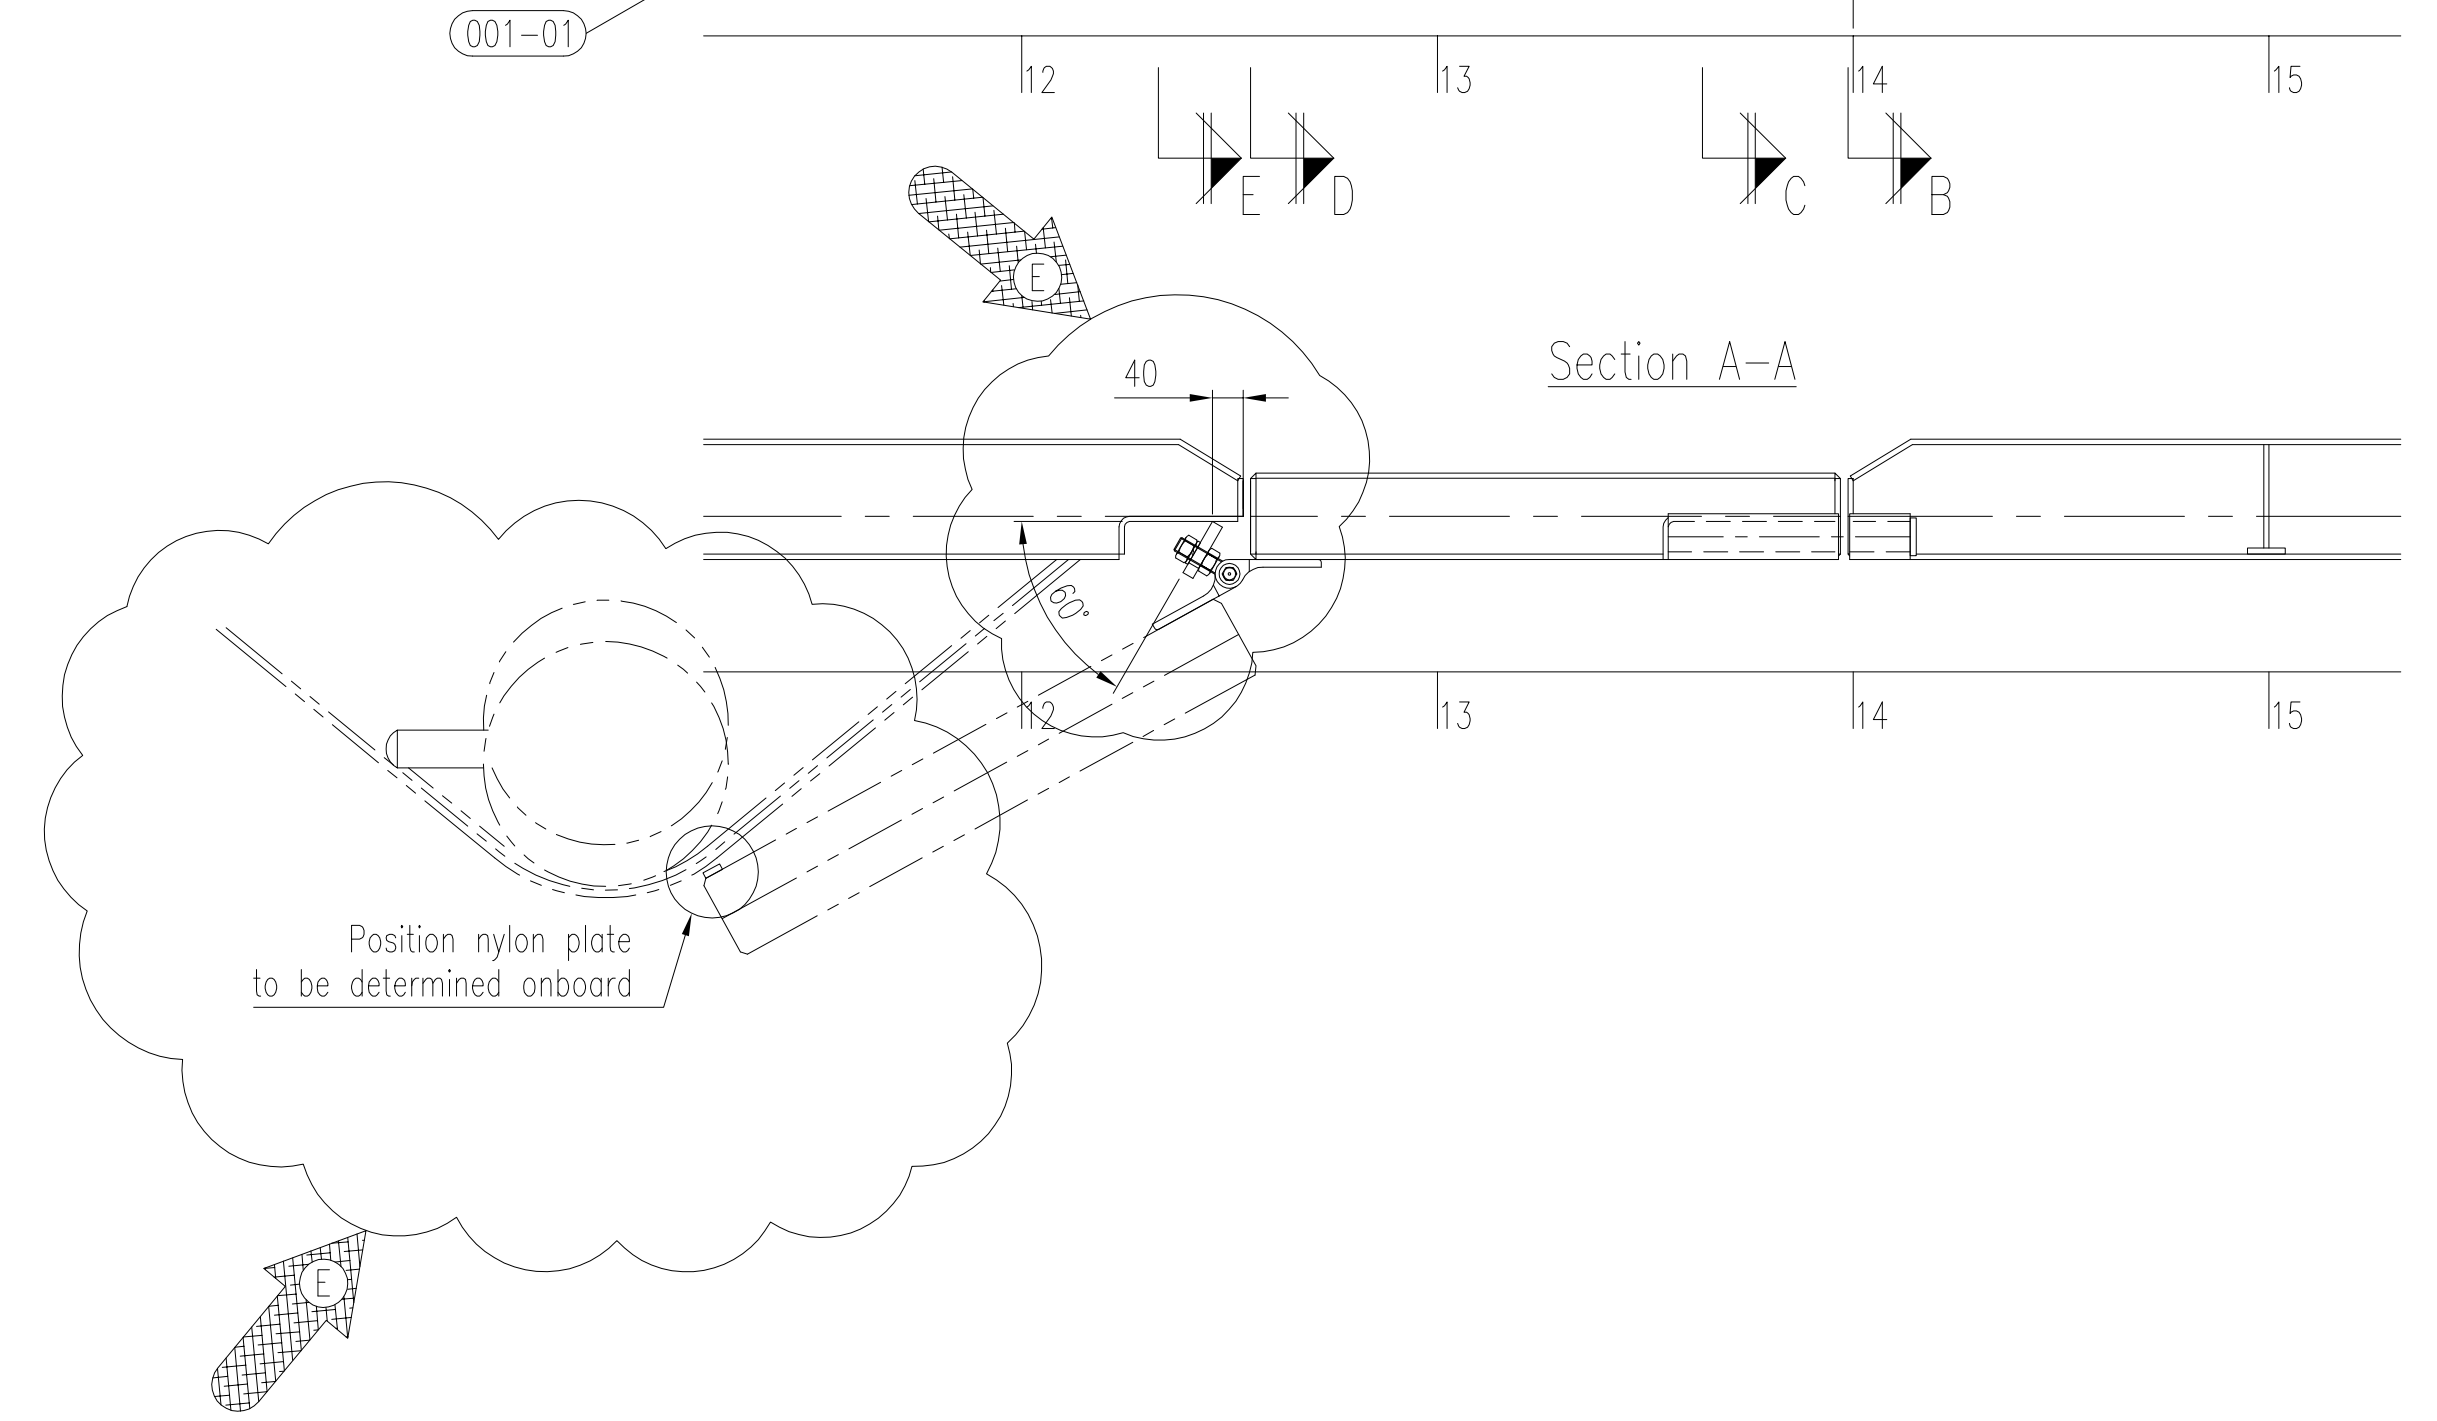 001-01
12 13 14 15
E D C B
E
Section A-A
40
60°
12 13 14 15
Position nylon plate
to be determined onboard
E